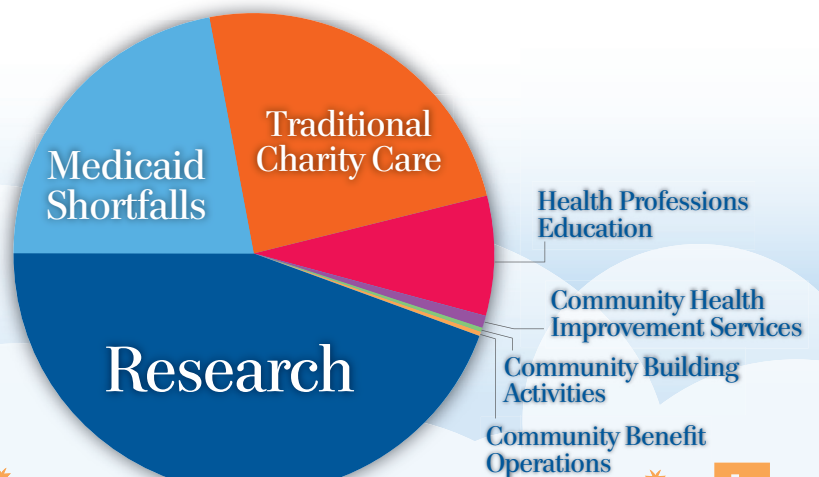 Traditional
Charity Care
Medicaid
Shortfalls
Health Professions
Education
Community Health
Improvement Services
Research
Community Building
Activities
Community Benefit
Operations